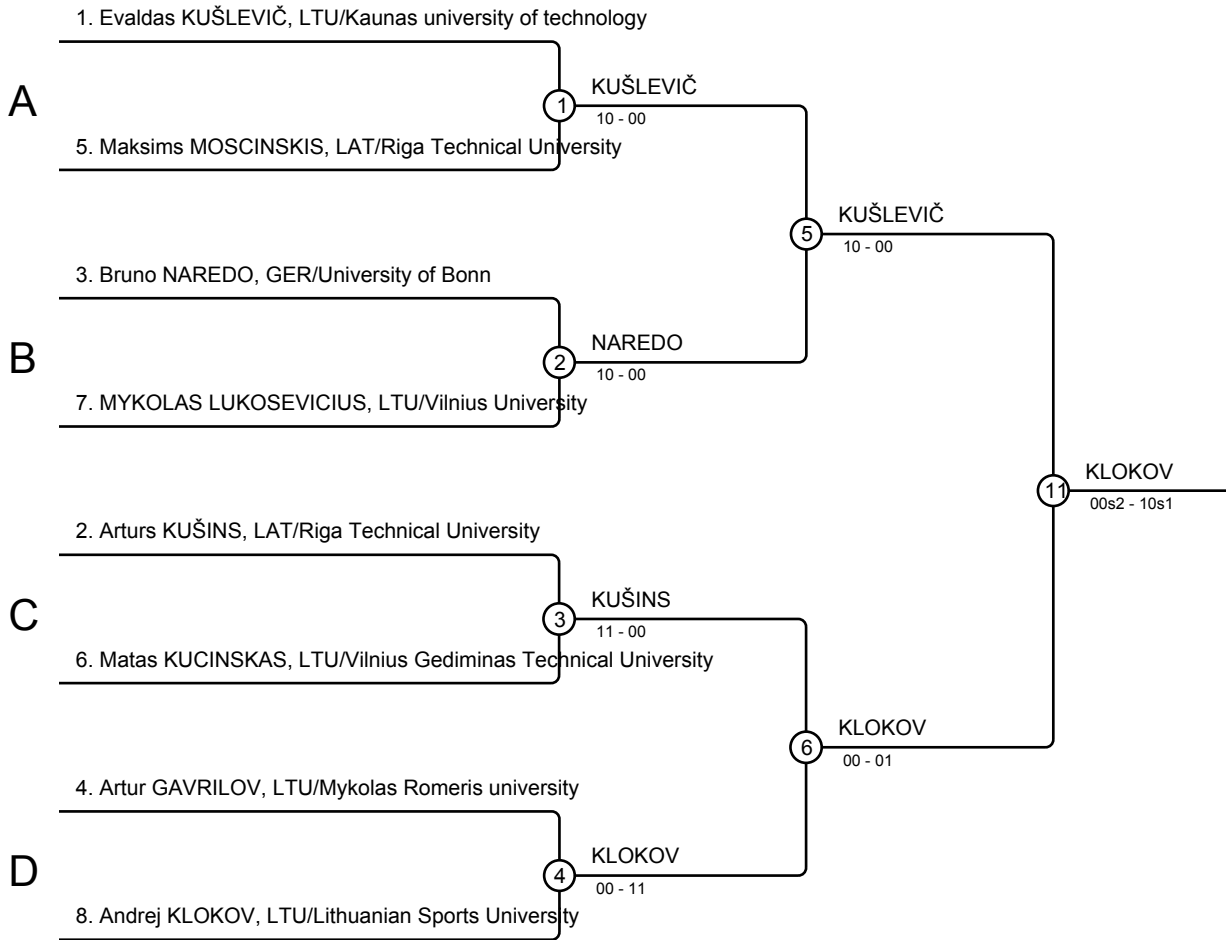 1. Evaldas KUŠLEVIČ, LTU/Kaunas university of technology
A
1
KUŠLEVIČ
10 - 00
5. Maksims MOSCINSKIS, LAT/Riga Technical University
5
KUŠLEVIČ
10 - 00
3. Bruno NAREDO, GER/University of Bonn
B
2
NAREDO
10 - 00
7. MYKOLAS LUKOSEVICIUS, LTU/Vilnius University
11
KLOKOV
00s2 - 10s1
2. Arturs KUŠINS, LAT/Riga Technical University
C
3
KUŠINS
11 - 00
6. Matas KUCINSKAS, LTU/Vilnius Gediminas Technical University
6
KLOKOV
00 - 01
4. Artur GAVRILOV, LTU/Mykolas Romeris university
D
4
KLOKOV
00 - 11
8. Andrej KLOKOV, LTU/Lithuanian Sports University